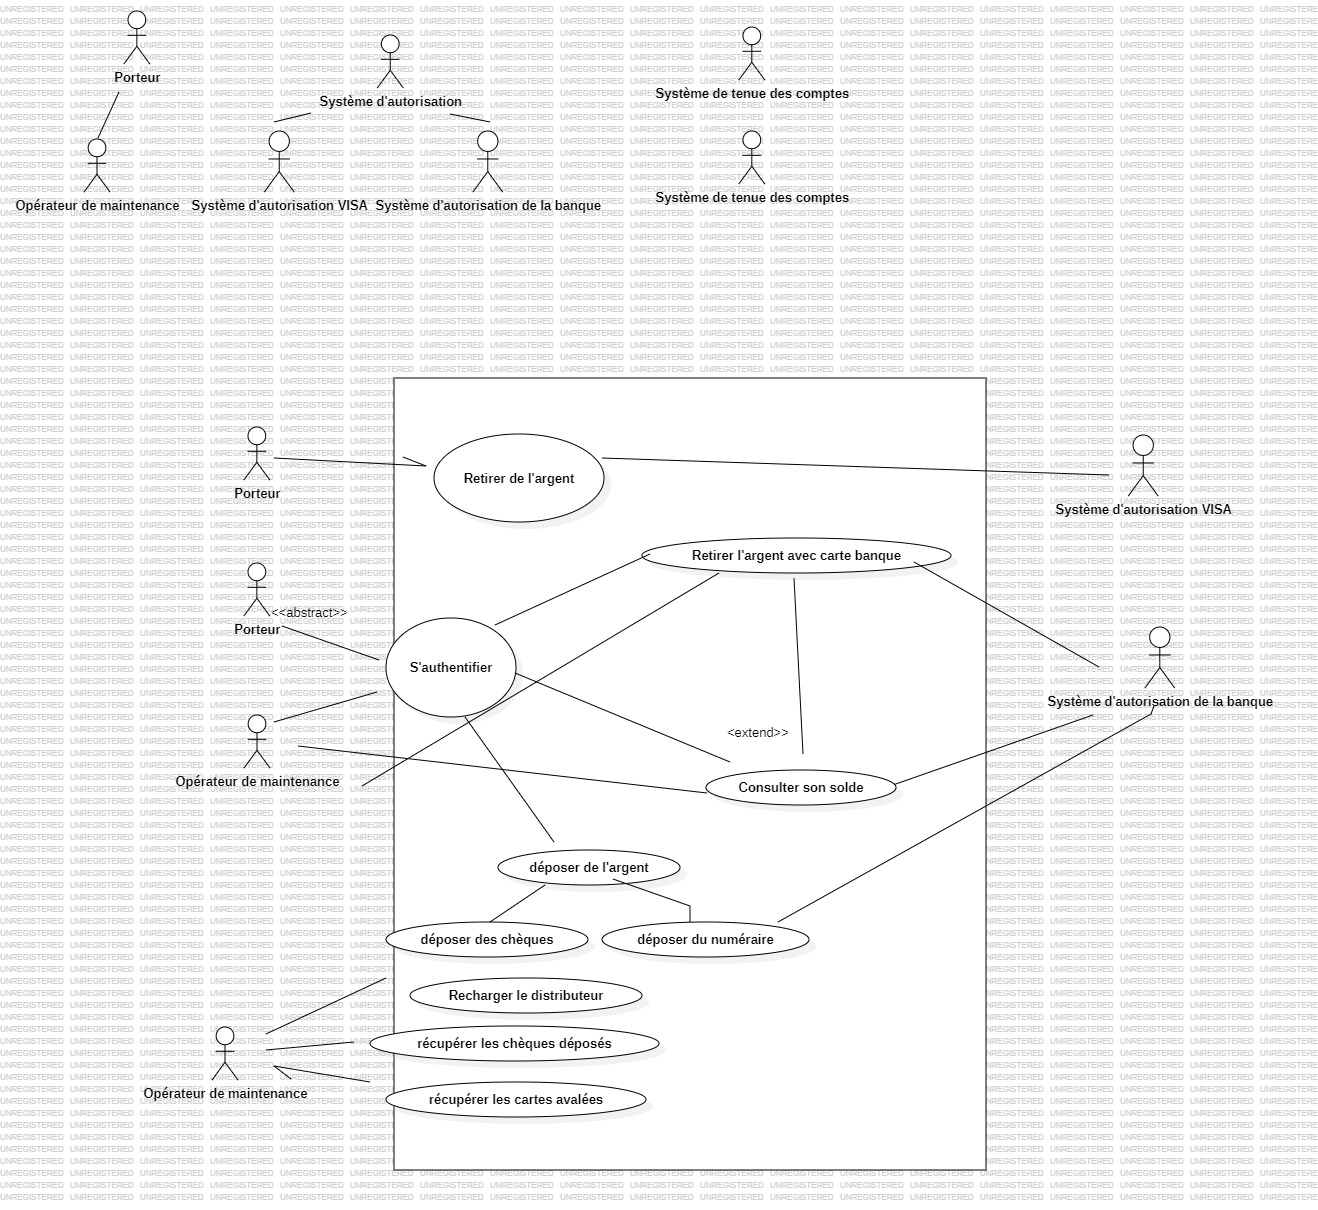 Porteur
Système d'autorisation
Système de tenue des comptes
Opérateur de maintenance
Système d'autorisation VISA
Système d'autorisation de la banque
Système de tenue des comptes
Porteur
Retirer de l'argent
Système d'autorisation VISA
Retirer l'argent avec carte banque
<<abstract>>
Porteur
S'authentifier
Système d'autorisation de la banque
<extend>>
Opérateur de maintenance
Consulter son solde
déposer de l'argent
déposer des chèques
déposer du numéraire
Recharger le distributeur
récupérer les chèques déposés
Opérateur de maintenance
récupérer les cartes avalées
UNREGISTERED